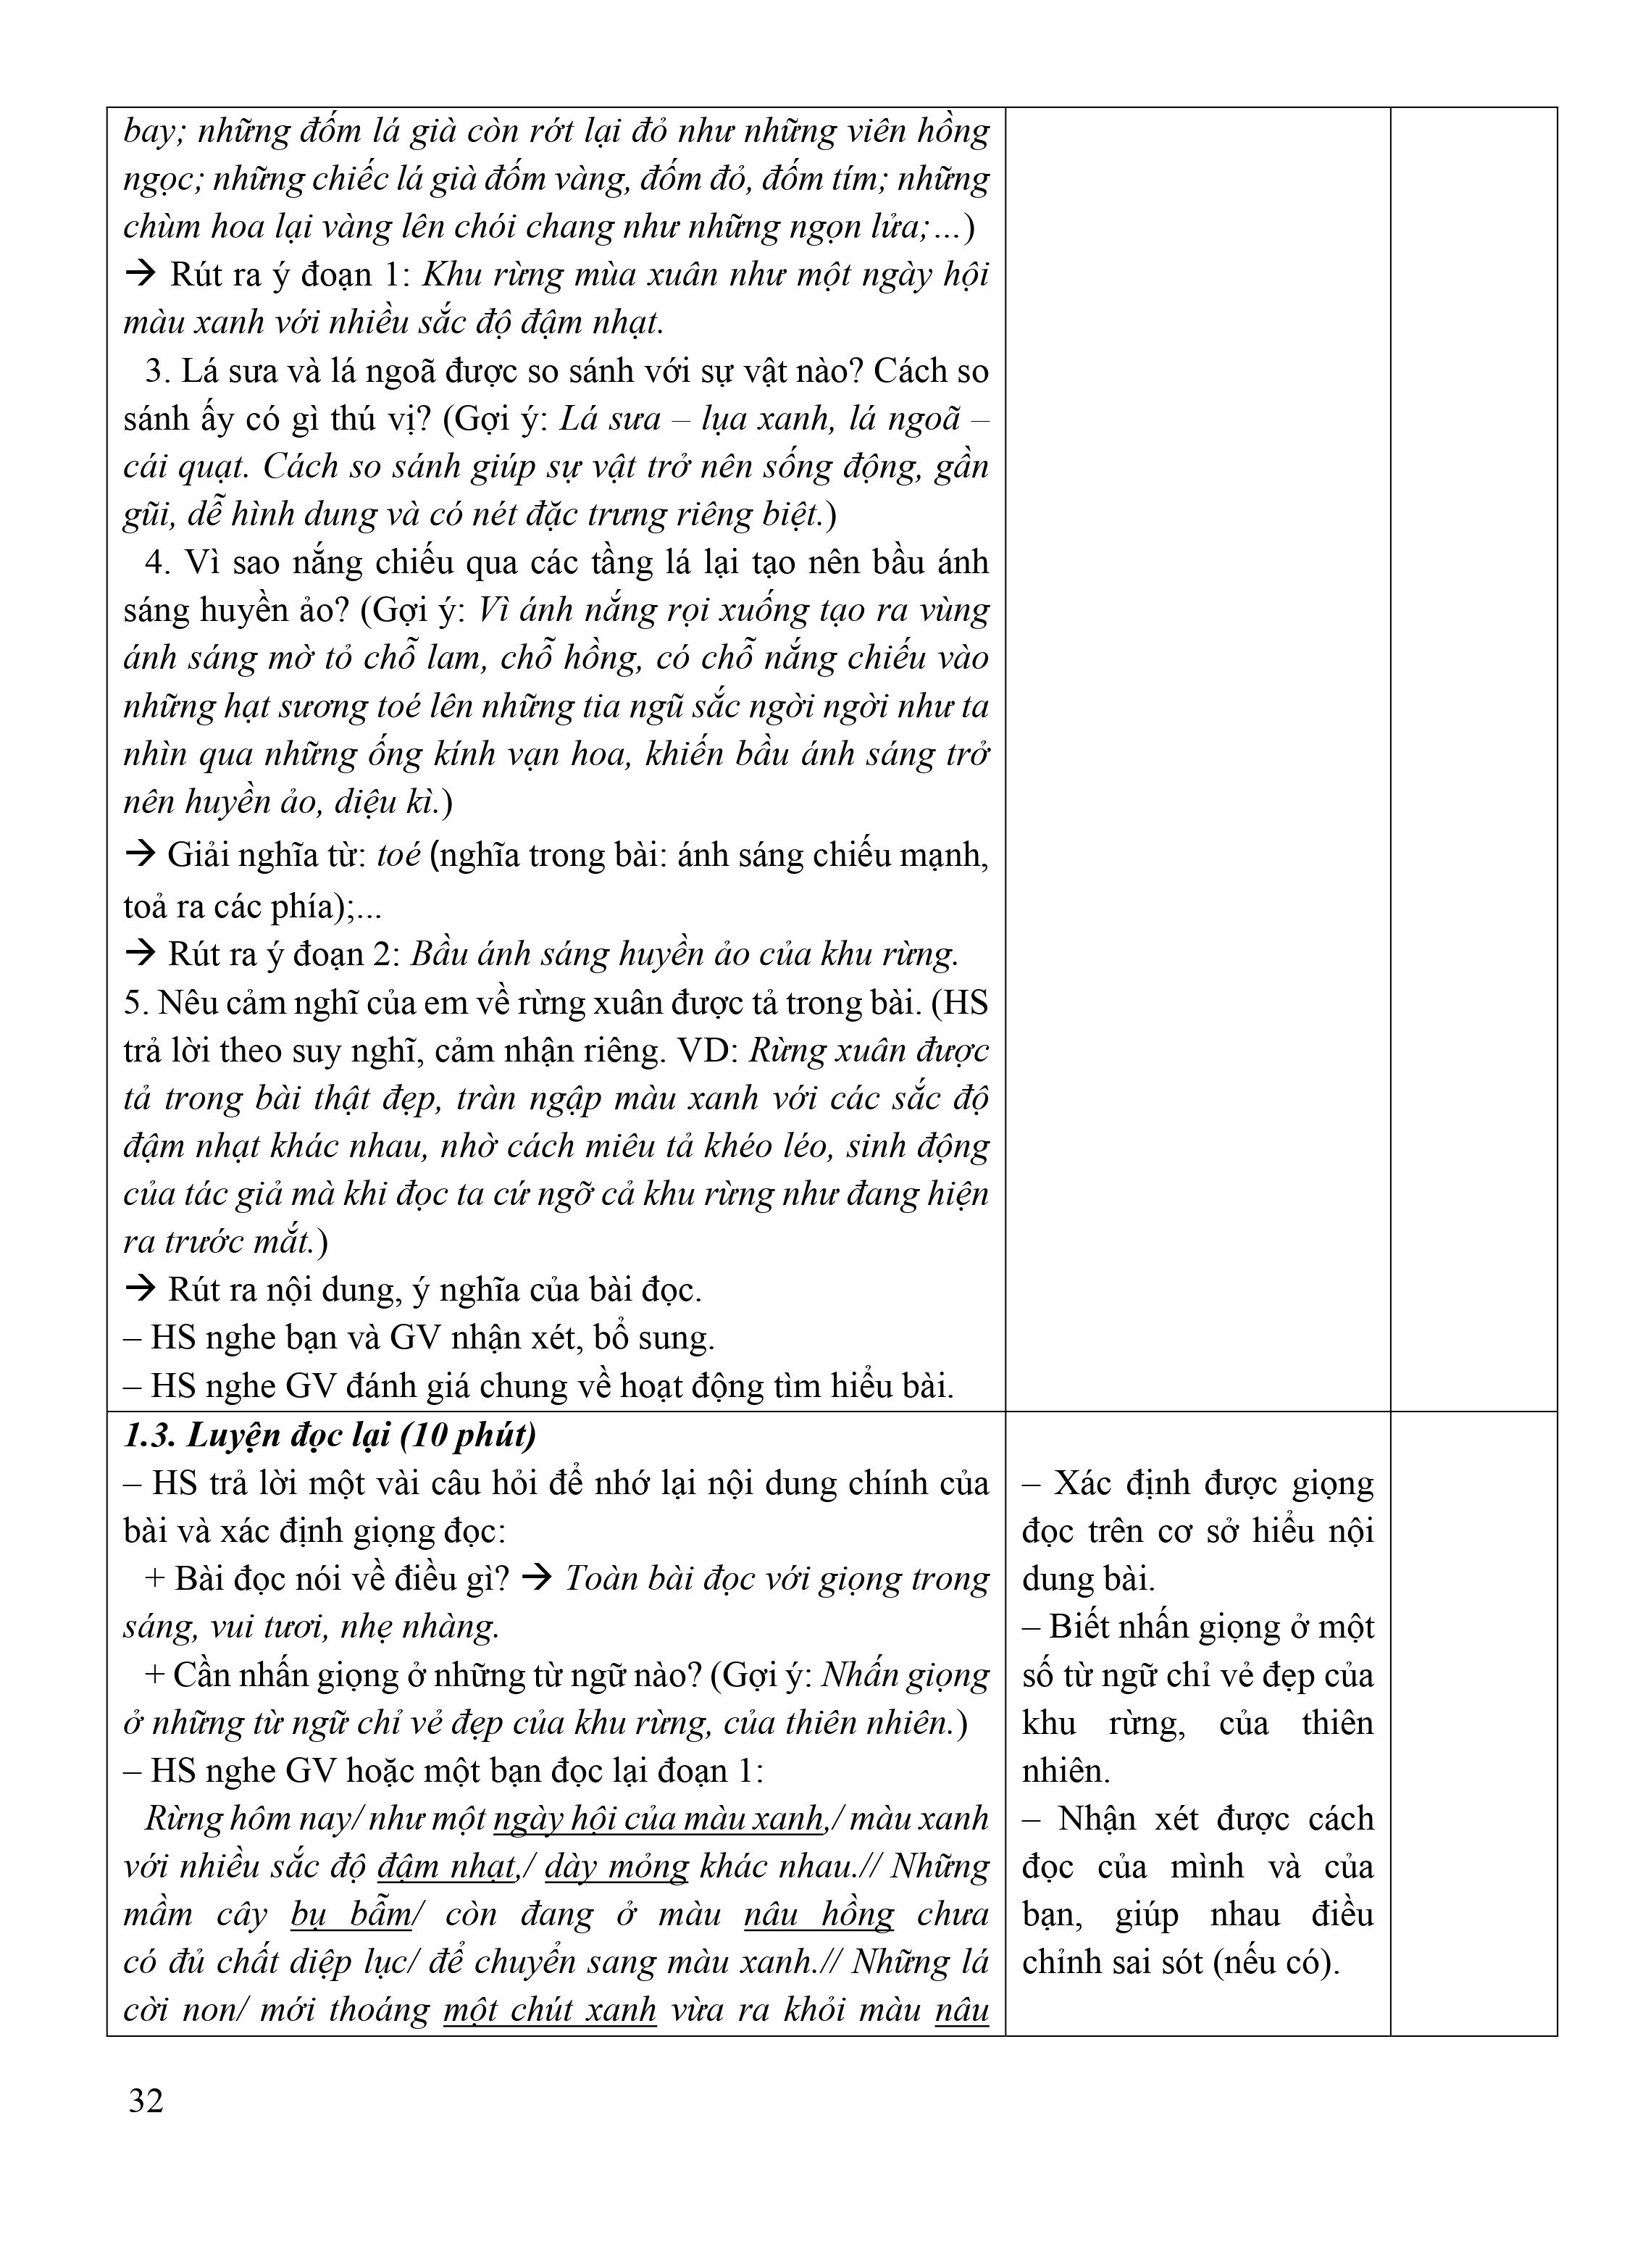 bay; những đốm lá già còn rớt lại đỏ như những viên hồng
ngọc; những chiếc lá già đốm vàng, đốm đỏ, đốm tím; những
chùm hoa lại vàng lên chói chang như những ngọn lửa;…)
→ Rút ra ý đoạn 1: Khu rừng mùa xuân như một ngày hội
màu xanh với nhiều sắc độ đậm nhạt.
3. Lá sưa và lá ngoã được so sánh với sự vật nào? Cách so
sánh ấy có gì thú vị? (Gợi ý: Lá sưa – lụa xanh, lá ngoã –
cái quạt. Cách so sánh giúp sự vật trở nên sống động, gần
gũi, dễ hình dung và có nét đặc trưng riêng biệt.)
4. Vì sao nắng chiếu qua các tầng lá lại tạo nên bầu ánh
sáng huyền ảo? (Gợi ý: Vì ánh nắng rọi xuống tạo ra vùng
ánh sáng mờ tỏ chỗ lam, chỗ hồng, có chỗ nắng chiếu vào
những hạt sương toé lên những tia ngũ sắc ngời ngời như ta
nhìn qua những ống kính vạn hoa, khiến bầu ánh sáng trở
nên huyền ảo, diệu kì.)
→ Giải nghĩa từ: toé (nghĩa trong bài: ánh sáng chiếu mạnh,
toả ra các phía);...
→ Rút ra ý đoạn 2: Bầu ánh sáng huyền ảo của khu rừng.
5. Nêu cảm nghĩ của em về rừng xuân được tả trong bài. (HS
trả lời theo suy nghĩ, cảm nhận riêng. VD: Rừng xuân được
tả trong bài thật đẹp, tràn ngập màu xanh với các sắc độ
đậm nhạt khác nhau, nhờ cách miêu tả khéo léo, sinh động
của tác giả mà khi đọc ta cứ ngỡ cả khu rừng như đang hiện
ra trước mắt.)
→ Rút ra nội dung, ý nghĩa của bài đọc.
– HS nghe bạn và GV nhận xét, bổ sung.
– HS nghe GV đánh giá chung về hoạt động tìm hiểu bài.
1.3. Luyện đọc lại (10 phút)
– HS trả lời một vài câu hỏi để nhớ lại nội dung chính của
bài và xác định giọng đọc:
+ Bài đọc nói về điều gì? → Toàn bài đọc với giọng trong
sáng, vui tươi, nhẹ nhàng.
+ Cần nhấn giọng ở những từ ngữ nào? (Gợi ý: Nhấn giọng
ở những từ ngữ chỉ vẻ đẹp của khu rừng, của thiên nhiên.)
– HS nghe GV hoặc một bạn đọc lại đoạn 1:
Rừng hôm nay/ như một ngày hội của màu xanh,/ màu xanh
với nhiều sắc độ đậm nhạt,/ dày mỏng khác nhau.// Những
mầm cây bụ bẫm/ còn đang ở màu nâu hồng chưa
có đủ chất diệp lục/ để chuyển sang màu xanh.// Những lá
cời non/ mới thoáng một chút xanh vừa ra khỏi màu nâu
– Xác định được giọng
đọc trên cơ sở hiểu nội
dung bài.
– Biết nhấn giọng ở một
số từ ngữ chỉ vẻ đẹp của
khu rừng, của thiên
nhiên.
– Nhận xét được cách
đọc của mình và của
bạn, giúp nhau điều
chỉnh sai sót (nếu có).
32